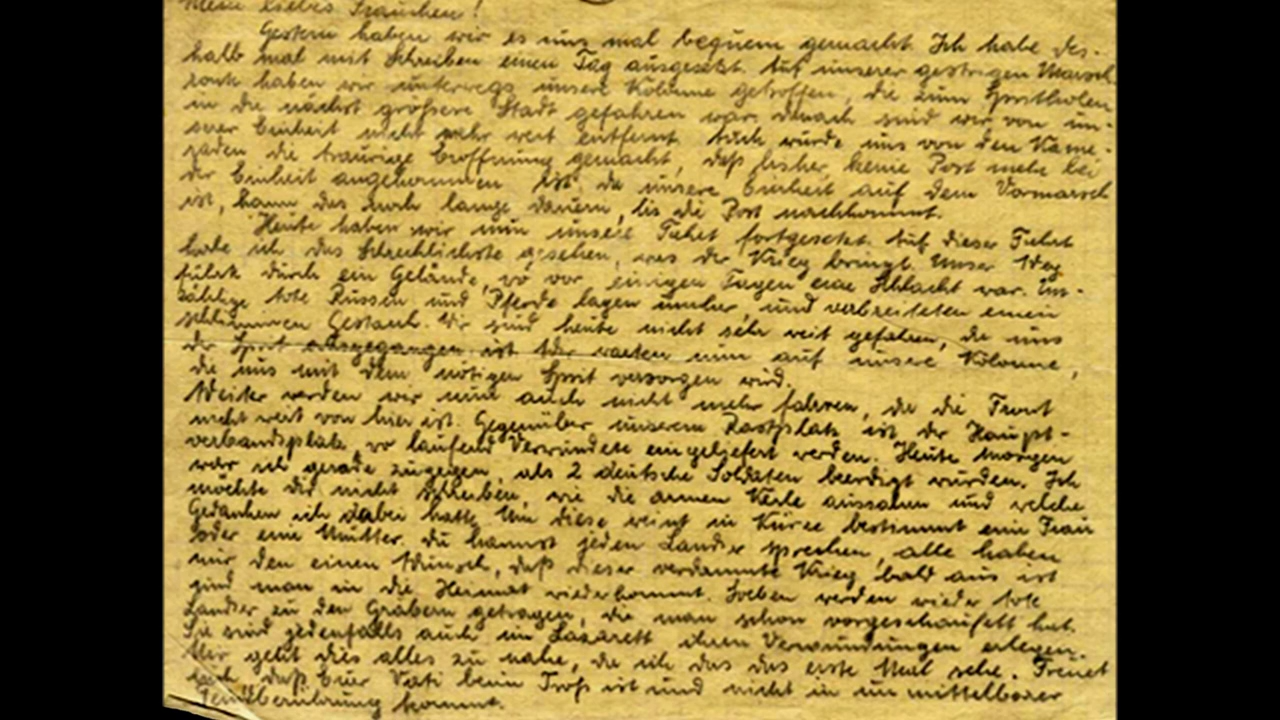 Mein liebes Frauchen!
Gestern haben wir es uns mal bequem gemacht. Ich habe des-
halb mal mit Schreiben einen Tag ausgesetzt. Auf unserer gestrigen Marsch
haben wir unterwegs unsere Kolonne getroffen, die zum Spritholen
in die nächst größere Stadt gefahren war, danach sind wir von un-
serer Einheit nicht mehr weit entfernt. Auch wurde uns von den Kame-
raden die traurige Eröffnung gemacht, daß bisher keine Post mehr bei
der Einheit angekommen ist; da unsere Einheit auf dem Vormarsch
ist, kann das noch lange dauern, bis die Post nachkommt.
Heute haben wir nun unsere Fahrt fortgesetzt. Auf dieser Fahrt
habe ich das Schrecklichste gesehen, was der Krieg bringt. Unser Weg
führte durch ein Gelände, wo vor einigen Tagen eine Schlacht war. Un-
zählige tote Russen und Pferde lagen umher, und verbreiteten einen
schlimmen Gestank. Wir sind heute nicht sehr weit gefahren, da uns
der Sprit ausgegangen ist. Wir warten nun auf unsere Kolonne,
die uns mit dem nötigen Sprit versorgen wird.
Weiter werden wir nun auch nicht mehr fahren, da die Front
nicht weit von hier ist. Gegenüber unserem Rastplatz ist der Haupt-
verbandsplatz, wo laufend Verwundete eingeliefert werden. Heute morgen
war ich gerade zugegen, als 2 deutsche Soldaten beerdigt wurden. Ich
möchte dir nicht schreiben, wie die armen Kerle aussahen und welche
Gedanken ich dabei hatte. Um diese weint in Kürze bestimmt eine Frau
oder eine Mutter. Du kannst jeden Landser sprechen, alle haben
nur den einen Wunsch, daß dieser verdammte Krieg bald aus ist
und man in die Heimat wiederkommt. Soeben werden wieder tote
Landser zu den Gräbern getragen, die man schon vorgeschaufelt hat.
Sie sind jedenfalls auch im Lazarett ihren Verwundungen erlegen.
Mir geht dies alles zu nahe, da ich das das erste Mal sehe. Freuet
Euch, daß Euer Vati beim Troß ist und nicht in unmittelbarer
Feindberührung kommt.